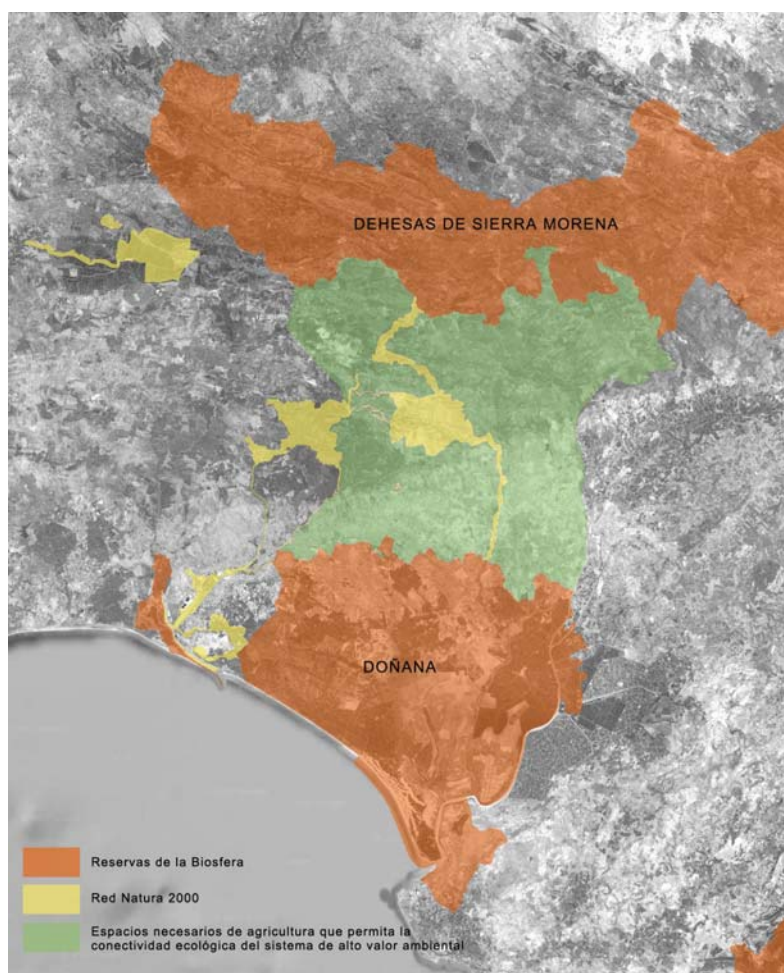 DEHESAS DE SIERRA MORENA
DOÑANA
Reservas de la Biosfera
Red Natura 2000
Espacios necesarios de agricultura que permita la
conectividad ecológica del sistema de alto valor ambiental